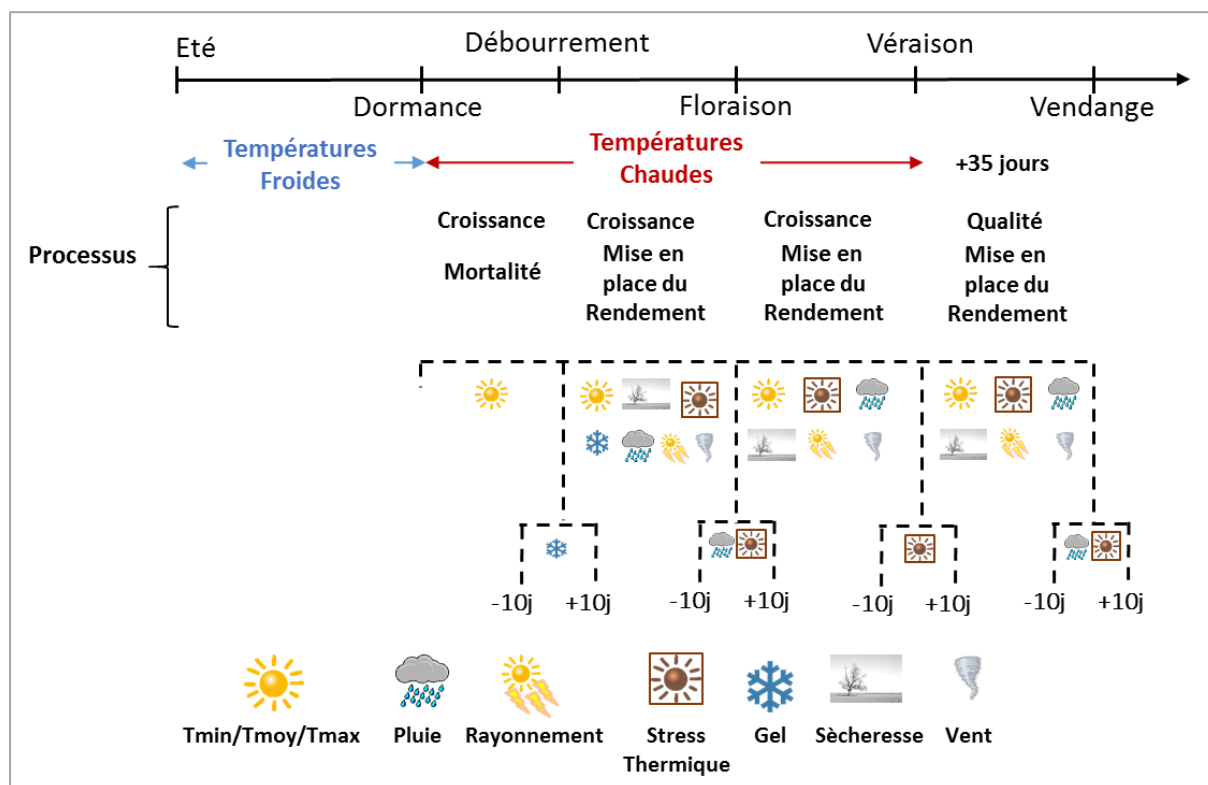 Eté
Débourrement
Véraison
Dormance
Floraison
Vendange
Températures
Froides
Températures
Chaudes
+35 jours
Processus
Croissance
Mortalité
Croissance
Mise en
place du
Rendement
Croissance
Mise en
place du
Rendement
Qualité
Mise en
place du
Rendement
-10j
+10j
-10j
+10j
-10j
+10j
-10j
+10j
Tmin/Tmoy/Tmax
Pluie
Rayonnement
Stress
Thermique
Gel
Sècheresse
Vent